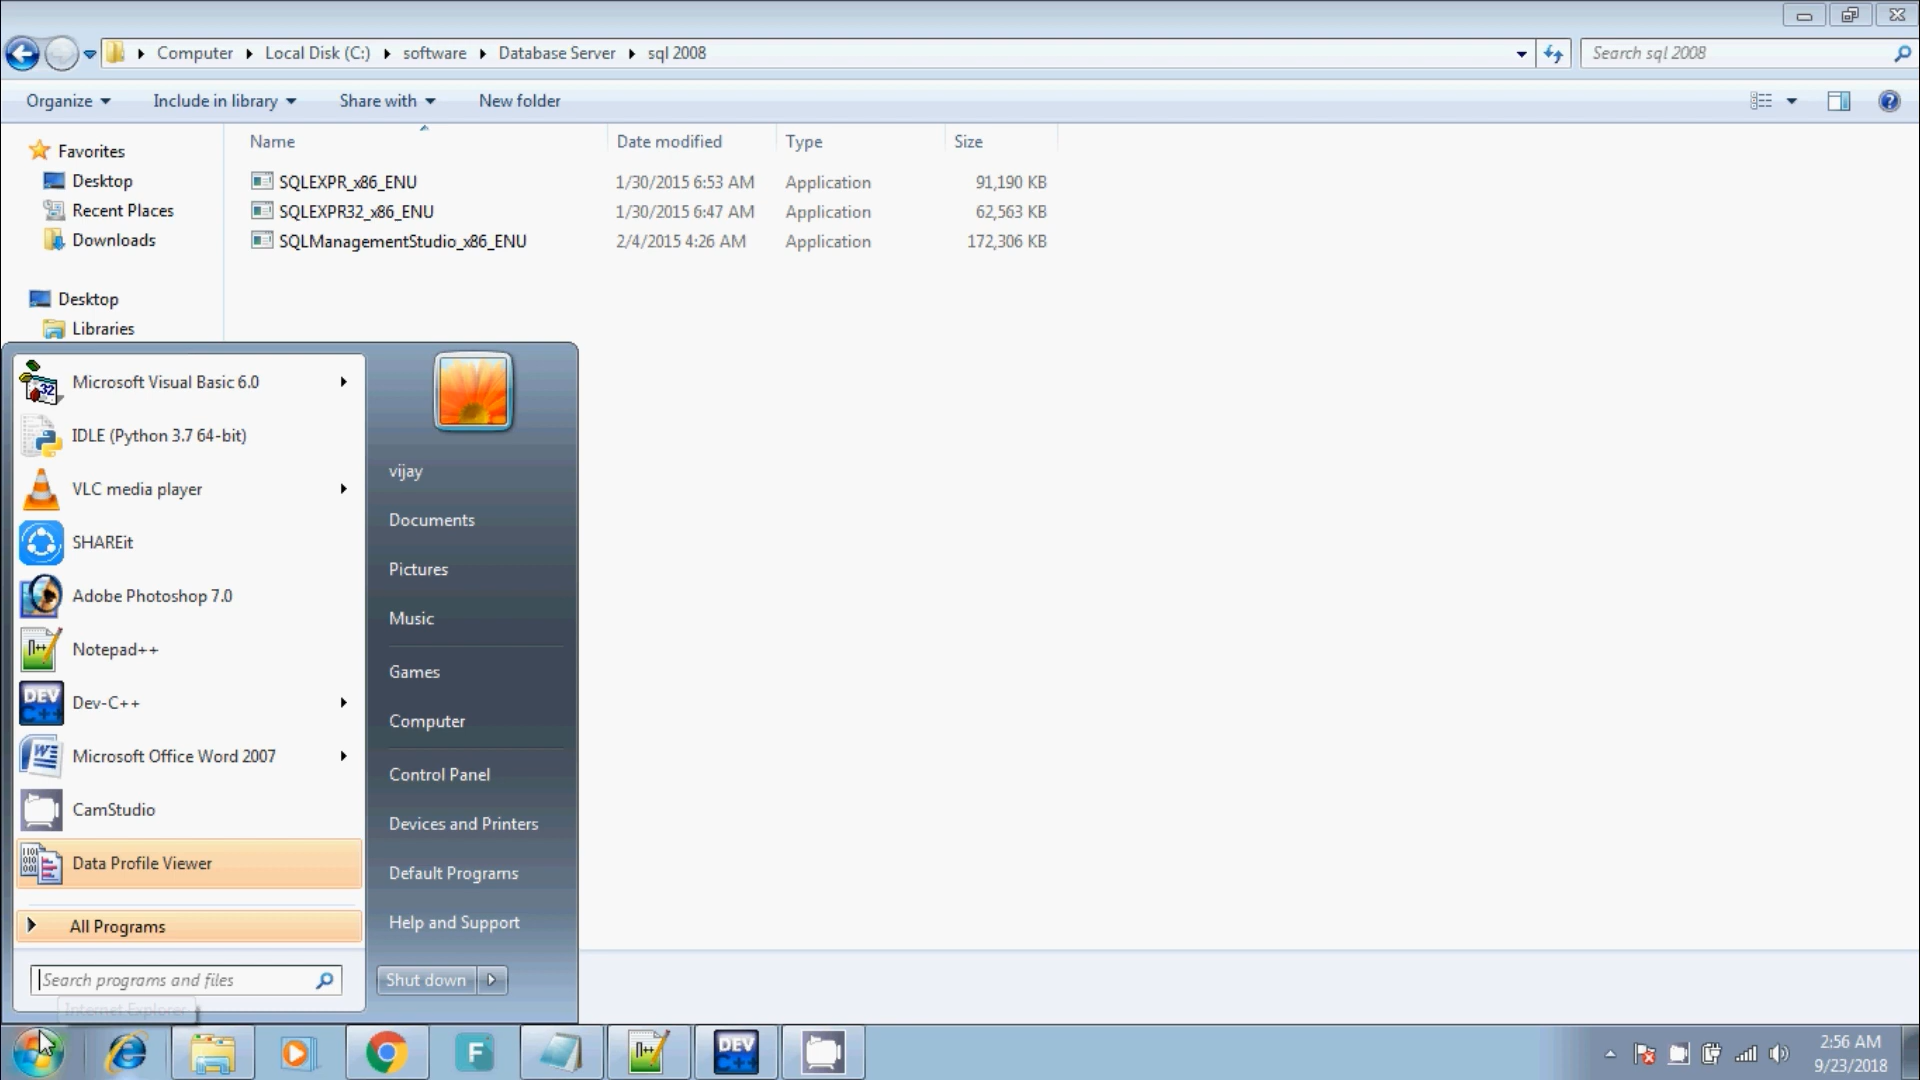 Computer Local Disk (C:) software Database Server sql 2008
Search sql 2008
Organize Include in library Share with New folder
Name Date modified Type Size
Favorites
Desktop
Recent Places
Downloads
Desktop
Libraries
SQLEXPR_x86_ENU 1/30/2015 6:53 AM Application 91,190 KB
SQLEXPR32_x86_ENU 1/30/2015 6:47 AM Application 62,563 KB
SQLManagementStudio_x86_ENU 2/4/2015 4:26 AM Application 172,306 KB
Microsoft Visual Basic 6.0
IDLE (Python 3.7 64-bit)
VLC media player
SHAREit
Adobe Photoshop 7.0
Notepad++
Dev-C++
Microsoft Office Word 2007
CamStudio
Data Profile Viewer
All Programs
Search programs and files
Internet Explorer
vijay
Documents
Pictures
Music
Games
Computer
Control Panel
Devices and Printers
Default Programs
Help and Support
Shut down
F
DEV
2:56 AM
9/23/2018